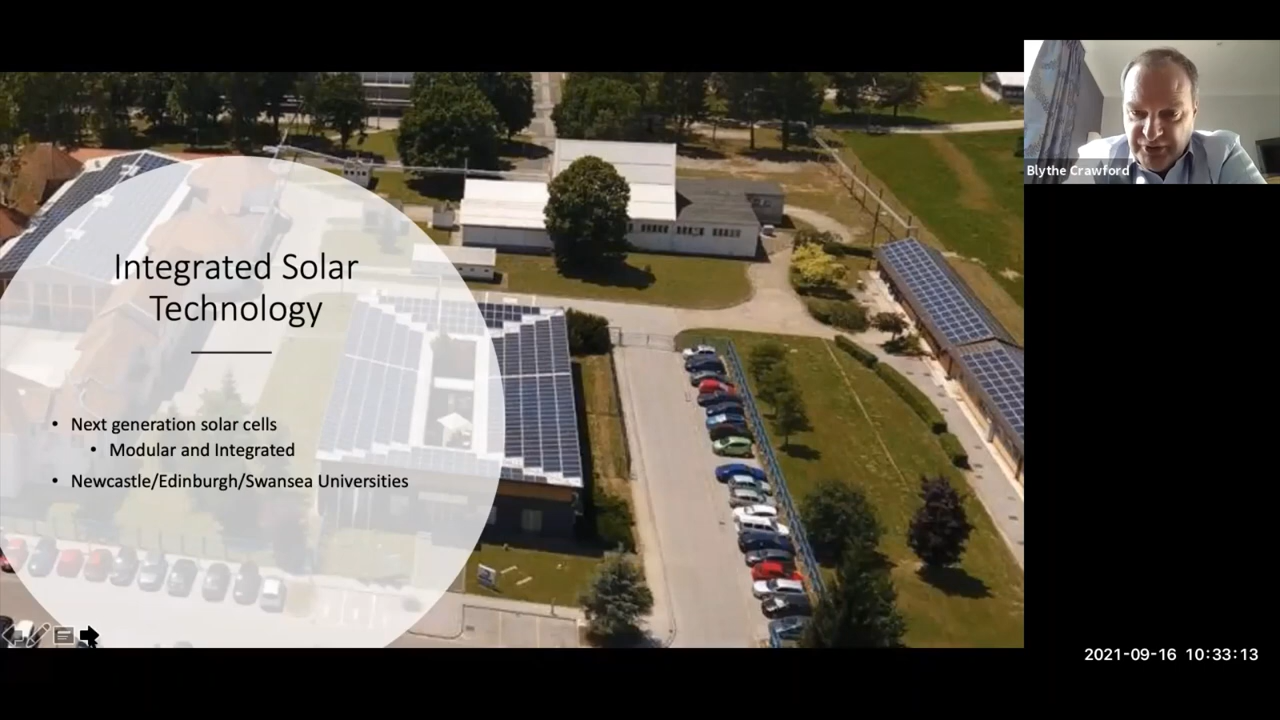 Integrated Solar
Technology
• Next generation solar cells
• Modular and Integrated
• Newcastle/Edinburgh/Swansea Universities
Blythe Crawford
2021-09-16 10:33:13